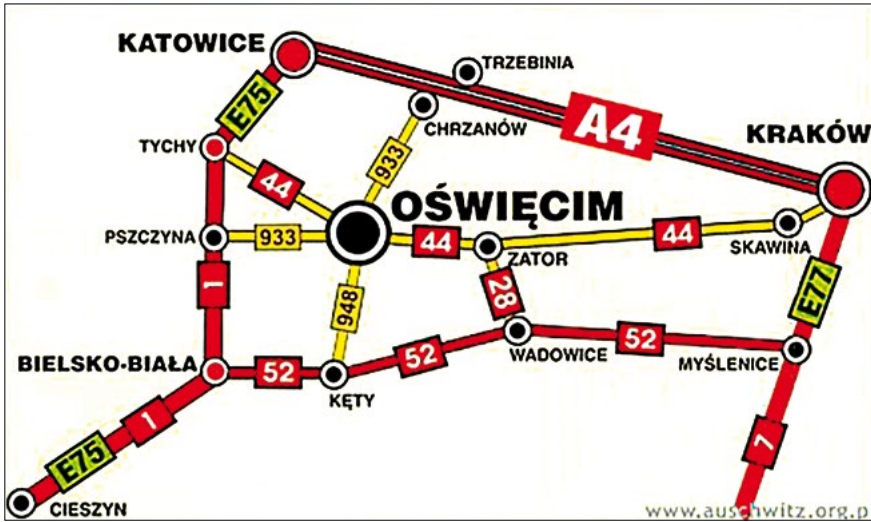 KATOWICE
TRZEBINIA
E75
A4
CHRZANÓW
KRAKÓW
TYCHY
933
44
OŚWIĘCIM
PSZCZYNA
933
44
44
ZATOR
SKAWINA
1
948
28
E77
BIELSKO-BIAŁA
52
52
WADOWICE
52
MYŚLENICE
KĘTY
1
7
E75
CIESZYN
www.auschwitz.org.p